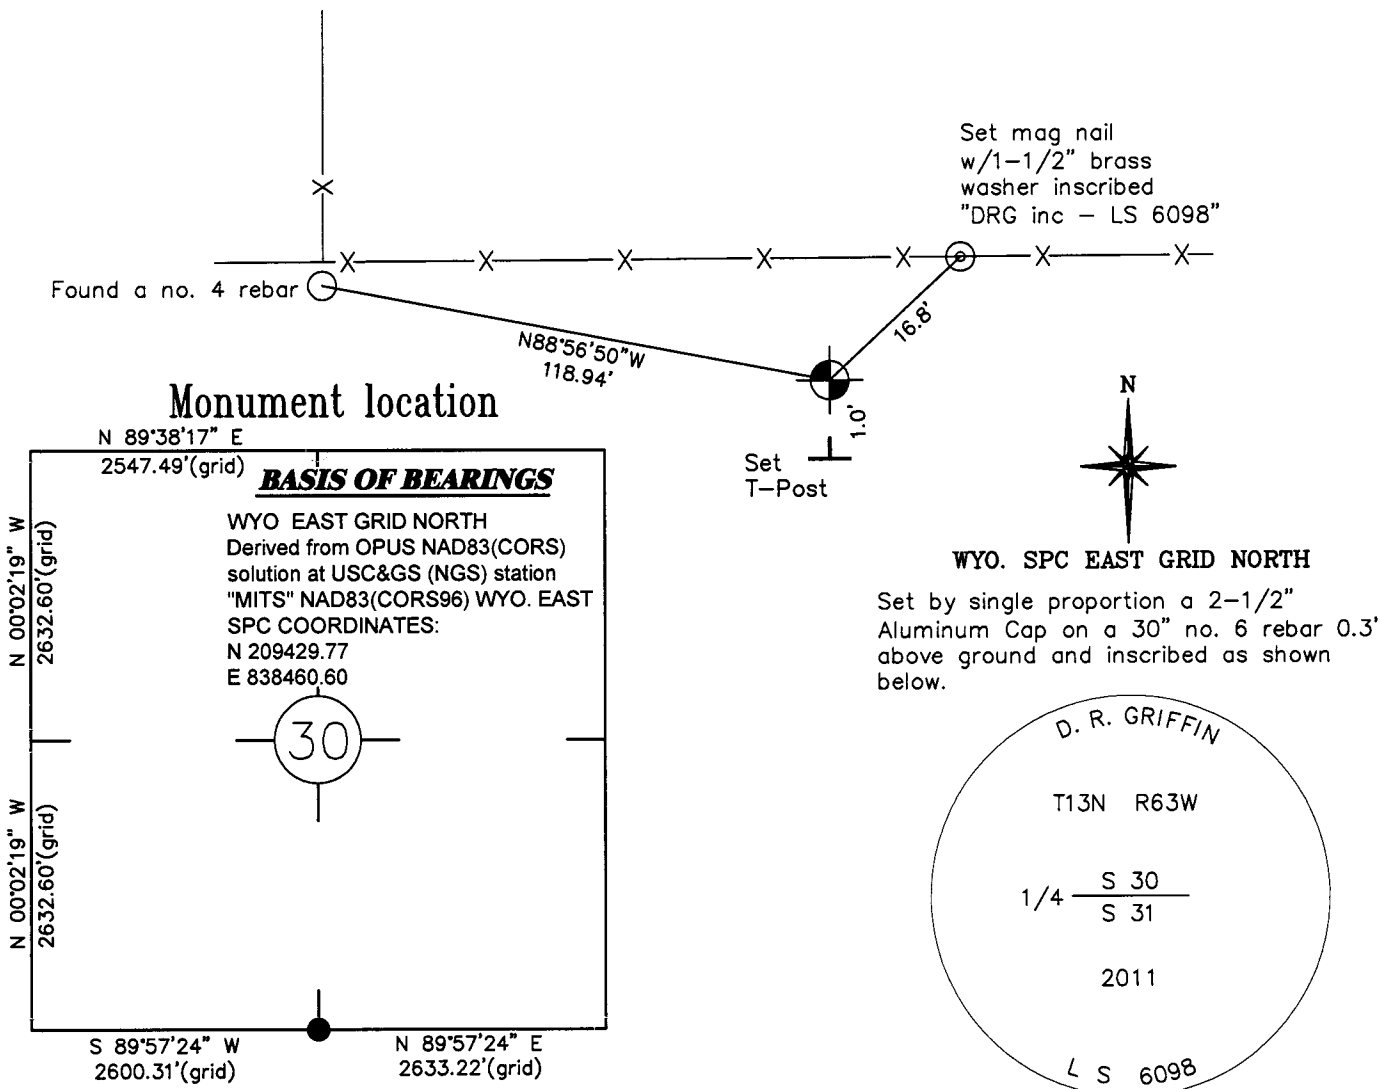 Set mag nail
w/1-1/2" brass
washer inscribed
"DRG inc - LS 6098"
X
X X X X X X X
Found a no. 4 rebar
N88°56'50"W
118.94'
16.8'
1.0'
Set
T-Post
Monument location
N 89°38'17" E
2547.49'(grid)
BASIS OF BEARINGS
WYO EAST GRID NORTH
Derived from OPUS NAD83(CORS)
solution at USC&GS (NGS) station
"MITS" NAD83(CORS96) WYO. EAST
SPC COORDINATES:
N 209429.77
E 838460.60
N 00°02'19" W
2632.60'(grid)
30
N 00°02'19" W
2632.60'(grid)
S 89°57'24" W
2600.31'(grid)
N 89°57'24" E
2633.22'(grid)
N
WYO. SPC EAST GRID NORTH
Set by single proportion a 2-1/2"
Aluminum Cap on a 30" no. 6 rebar 0.3'
above ground and inscribed as shown
below.
D. R. GRIFFIN
T13N R63W
1/4 S 30
S 31
2011
L S 6098